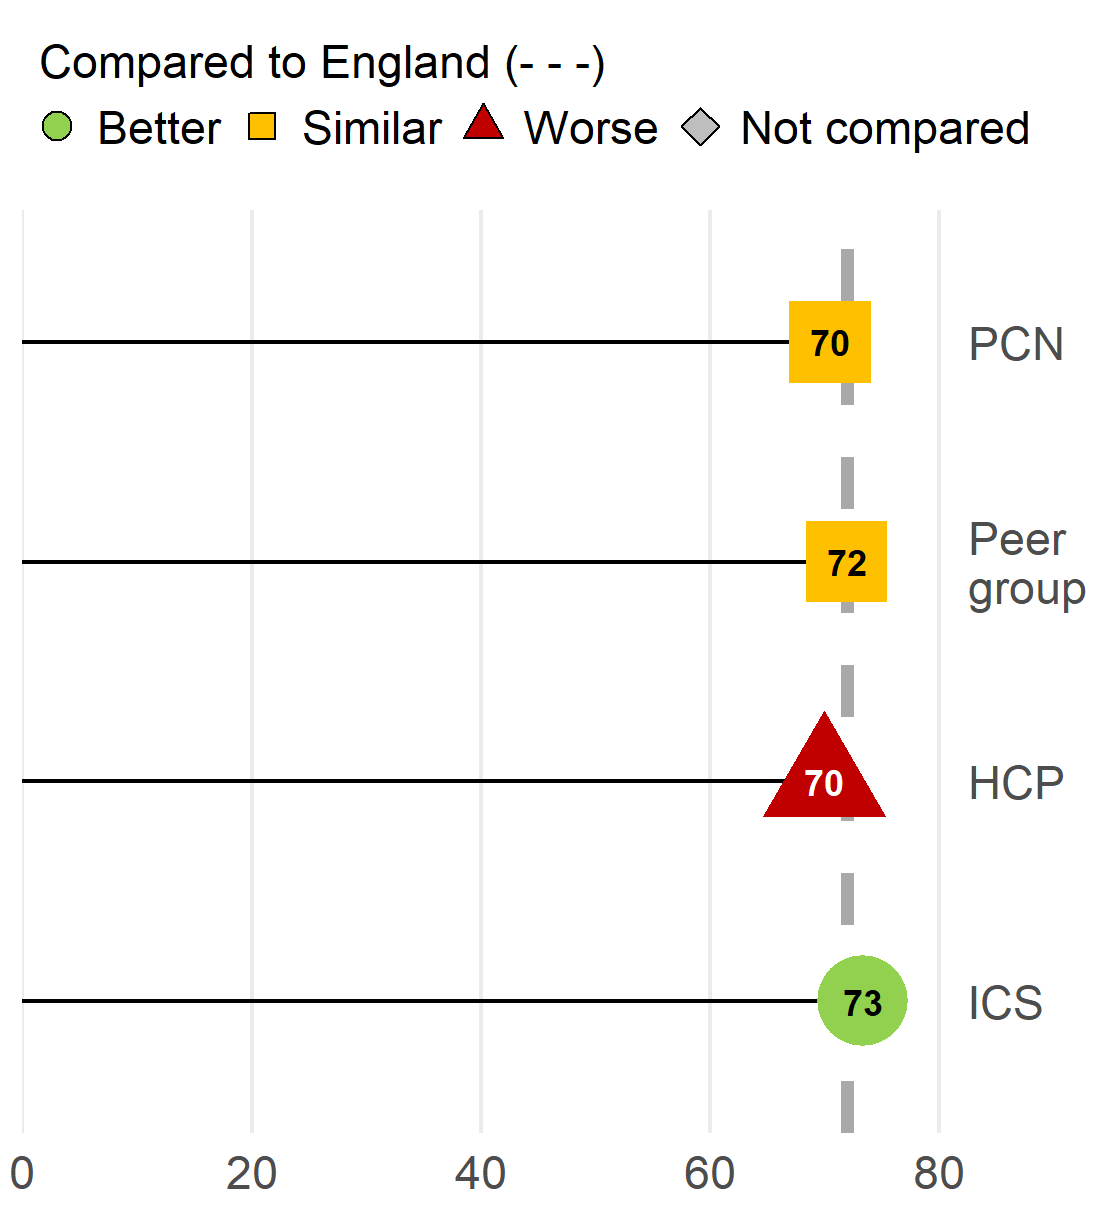 Compared to England (- - -)
Better Similar Worse Not compared
70 PCN
Peer
72
group
70 HCP
73 ICS
0 20 40 60 80